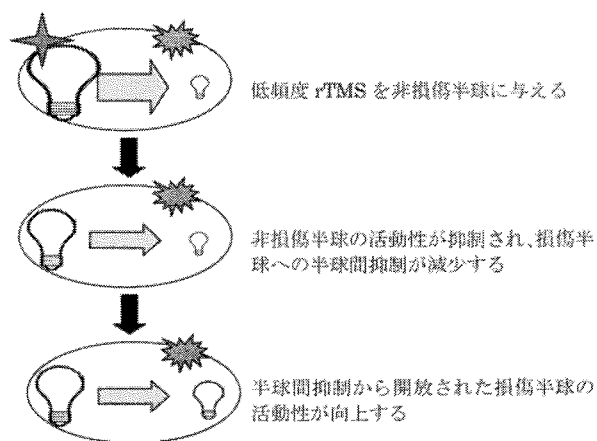 低頻度 rTMS を非損傷半球に与える
非損傷半球の活動性が抑制され、損傷半
球への半球間抑制が減少する
半球間抑制から開放された損傷半球の
活動性が向上する